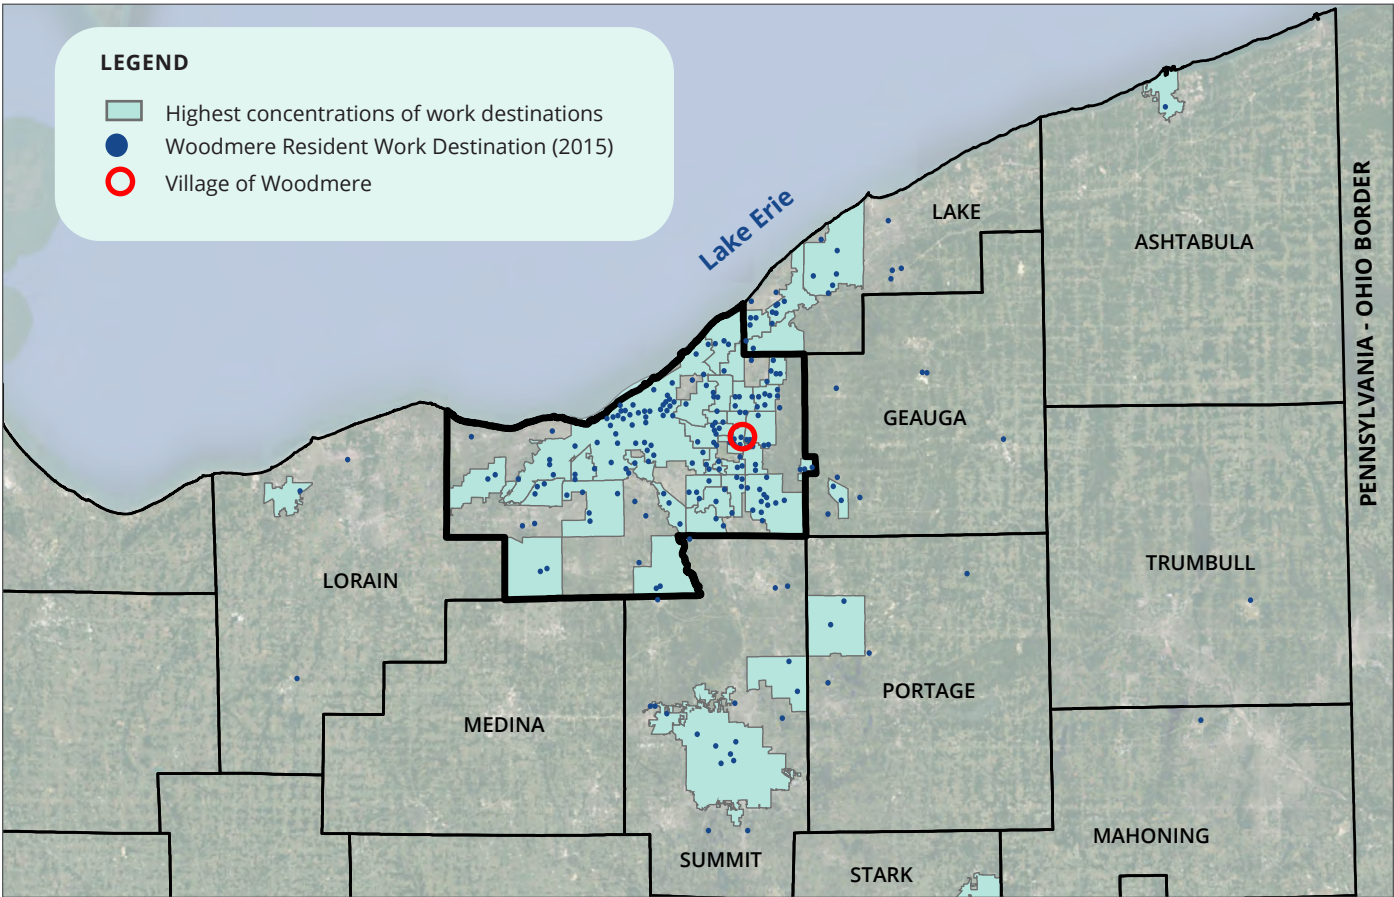 LEGEND
Highest concentrations of work destinations
Woodmere Resident Work Destination (2015)
Village of Woodmere
Lake Erie
LAKE
ASHTABULA
PENNSYLVANIA - OHIO BORDER
GEAUGA
TRUMBULL
LORAIN
PORTAGE
MEDINA
MAHONING
SUMMIT
STARK